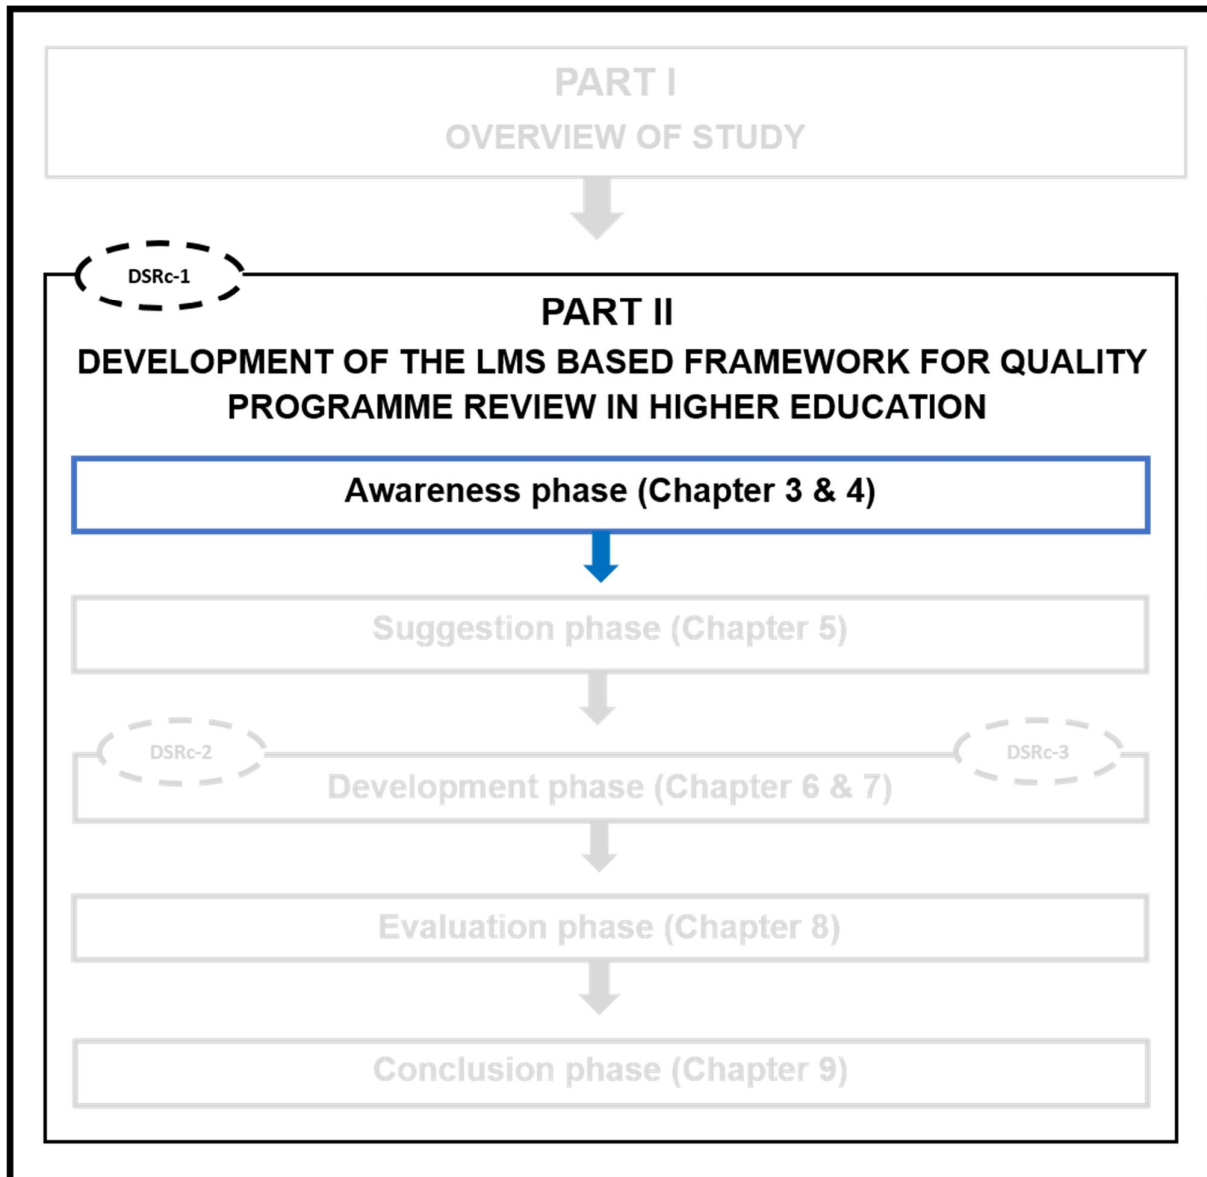 PART I
OVERVIEW OF STUDY
DSRc-1
PART II
DEVELOPMENT OF THE LMS BASED FRAMEWORK FOR QUALITY
PROGRAMME REVIEW IN HIGHER EDUCATION
Awareness phase (Chapter 3 & 4)
Suggestion phase (Chapter 5)
DSRc-2
DSRc-3
Development phase (Chapter 6 & 7)
Evaluation phase (Chapter 8)
Conclusion phase (Chapter 9)